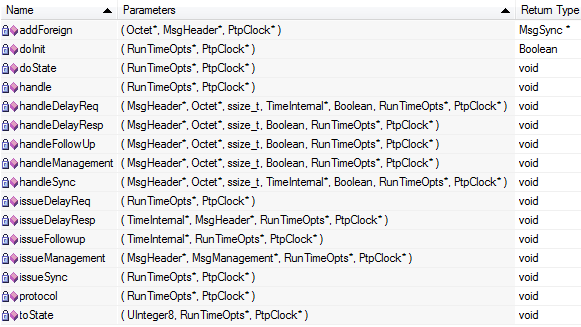 Name Parameters Return Type
addForeign ( Octet*, MsgHeader*, PtpClock* ) MsgSync *
doInit ( RunTimeOpts*, PtpClock* ) Boolean
doState ( RunTimeOpts*, PtpClock* ) void
handle ( RunTimeOpts*, PtpClock* ) void
handleDelayReq ( MsgHeader*, Octet*, ssize_t, TimeInternal*, Boolean, RunTimeOpts*, PtpClock* ) void
handleDelayResp ( MsgHeader*, Octet*, ssize_t, Boolean, RunTimeOpts*, PtpClock* ) void
handleFollowUp ( MsgHeader*, Octet*, ssize_t, Boolean, RunTimeOpts*, PtpClock* ) void
handleManagement ( MsgHeader*, Octet*, ssize_t, Boolean, RunTimeOpts*, PtpClock* ) void
handleSync ( MsgHeader*, Octet*, ssize_t, TimeInternal*, Boolean, RunTimeOpts*, PtpClock* ) void
issueDelayReq ( RunTimeOpts*, PtpClock* ) void
issueDelayResp ( TimeInternal*, MsgHeader*, RunTimeOpts*, PtpClock* ) void
issueFollowup ( TimeInternal*, RunTimeOpts*, PtpClock* ) void
issueManagement ( MsgHeader*, MsgManagement*, RunTimeOpts*, PtpClock* ) void
issueSync ( RunTimeOpts*, PtpClock* ) void
protocol ( RunTimeOpts*, PtpClock* ) void
toState ( UInteger8, RunTimeOpts*, PtpClock* ) void